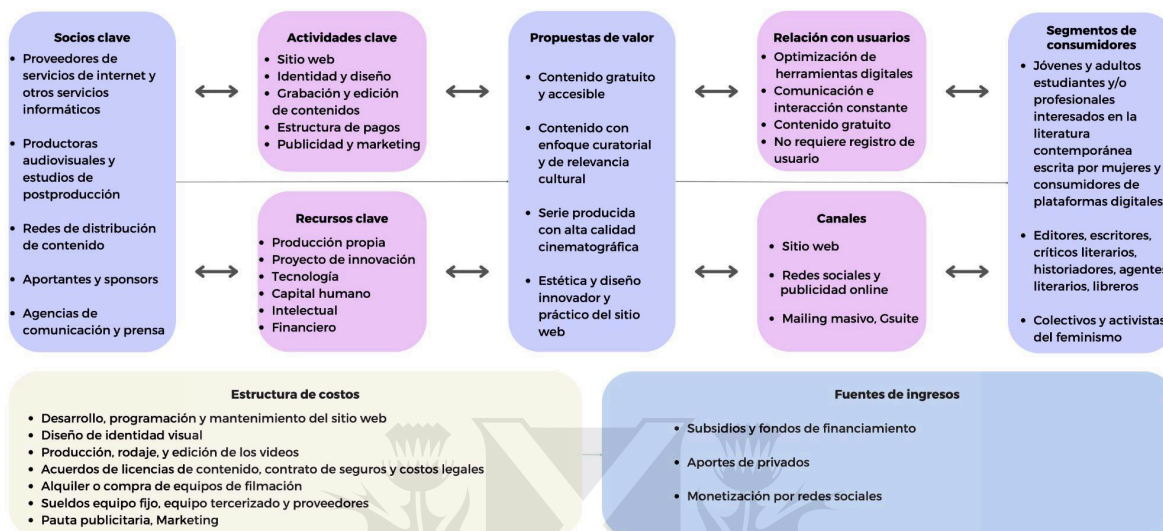 Socios clave
• Proveedores de
servicios de internet y
otros servicios
informáticos
• Productoras
audiovisuales y
estudios de
postproducción
• Redes de distribución
de contenido
• Aportantes y sponsors
• Agencias de
comunicación y prensa
Actividades clave
• Sitio web
• Identidad y diseño
• Grabación y edición
de contenidos
• Estructura de pagos
• Publicidad y marketing
Recursos clave
• Producción propia
• Proyecto de innovación
• Tecnología
• Capital humano
• Intelectual
• Financiero
Propuestas de valor
• Contenido gratuito
y accesible
• Contenido con
enfoque curatorial
y de relevancia
cultural
• Serie producida
con alta calidad
cinematográfica
• Estética y diseño
innovador y
práctico del sitio
web
Relación con usuarios
• Optimización de
herramientas digitales
• Comunicación e
interacción constante
• Contenido gratuito
• No requiere registro de
usuario
Canales
• Sitio web
• Redes sociales y
publicidad online
• Mailing masivo, Gsuite
Segmentos de
consumidores
• Jóvenes y adultos
estudiantes y/o
profesionales
interesados en la
literatura
contemporánea
escrita por mujeres y
consumidores de
plataformas digitales
• Editores, escritores,
críticos literarios,
historiadores, agentes
literarios, libreros
• Colectivos y activistas
del feminismo
Estructura de costos
• Desarrollo, programación y mantenimiento del sitio web
• Diseño de identidad visual
• Producción, rodaje, y edición de los videos
• Acuerdos de licencias de contenido, contrato de seguros y costos legales
• Alquiler o compra de equipos de filmación
• Sueldos equipo fijo, equipo tercerizado y proveedores
• Pauta publicitaria, Marketing
Fuentes de ingresos
• Subsidios y fondos de financiamiento
• Aportes de privados
• Monetización por redes sociales